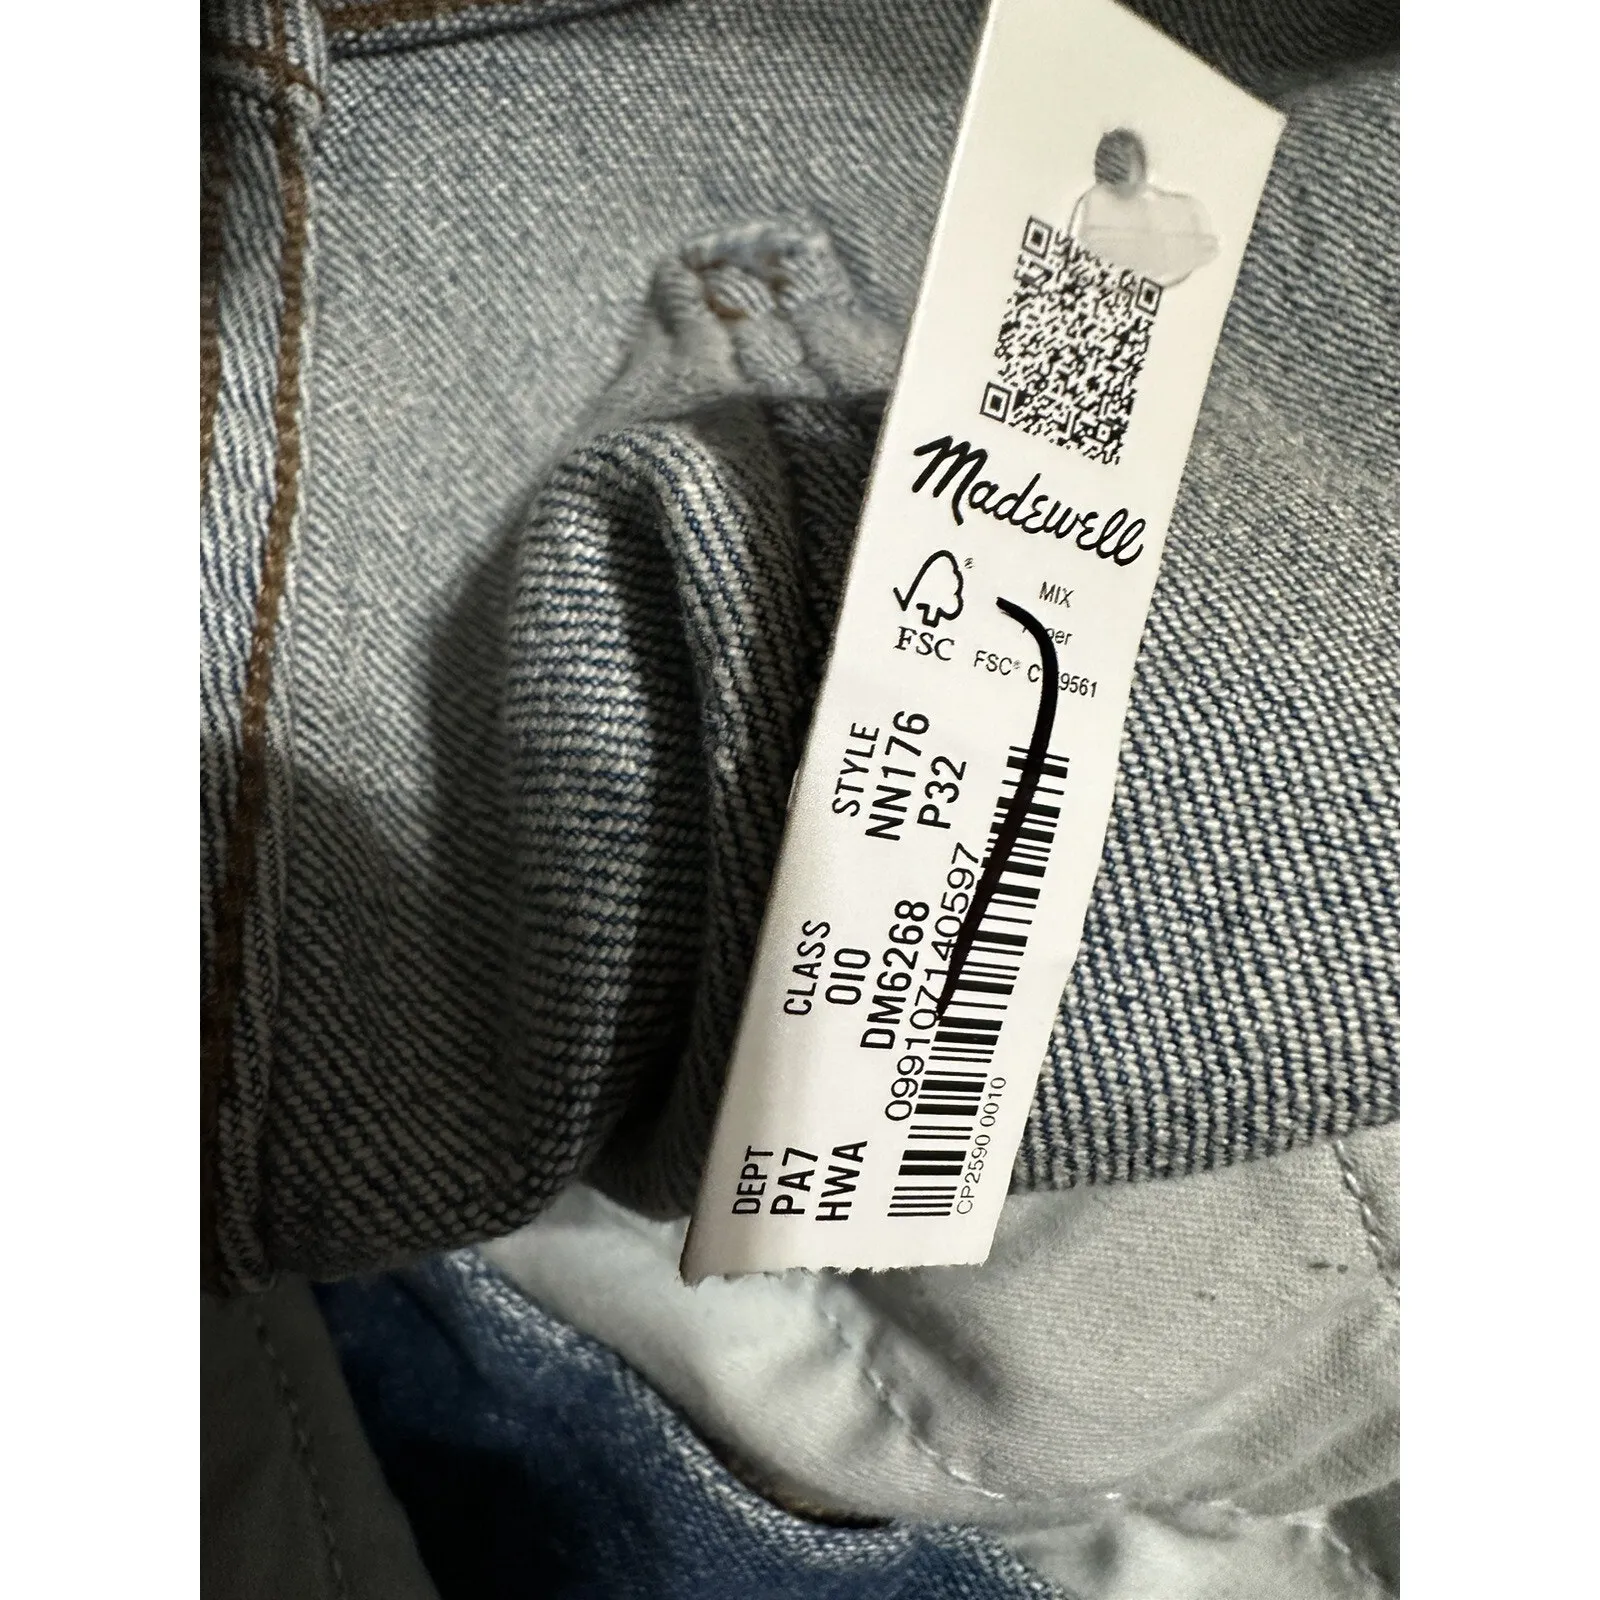 Madewell
MIX
FSC
FSC®
STYLE
NN176
P32
CLASS
010
DM6268
099107140597
DEPT
PA7
HWA
CP2590 0010